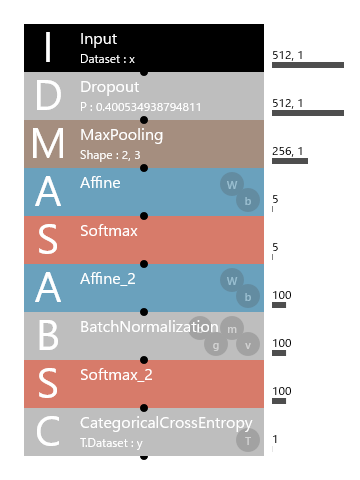 I
Input
Dataset : x
512, 1
D
Dropout
P : 0.400534938794811
512, 1
M
MaxPooling
Shape : 2, 3
256, 1
A
Affine
W
b
5
S
Softmax
5
A
Affine_2
W
b
100
B
BatchNormalization
m
g
v
100
S
Softmax_2
100
C
CategoricalCrossEntropy
T.Dataset : y
T
1